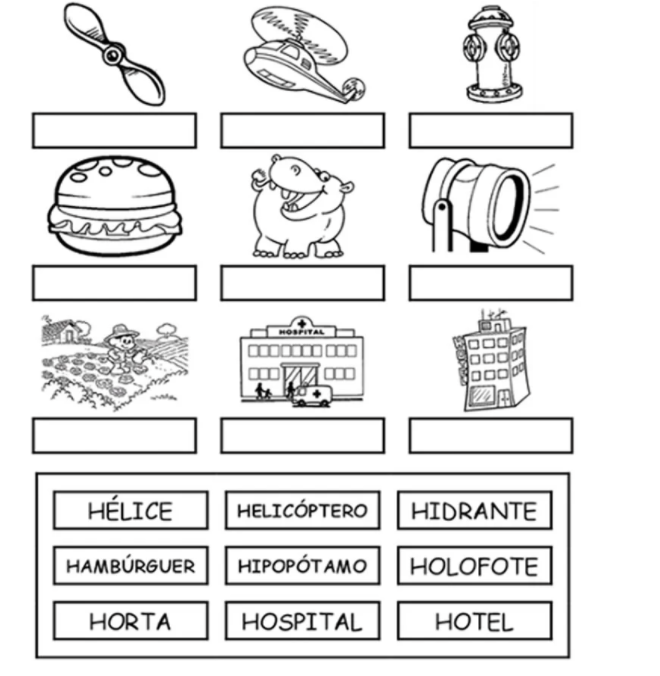 HOSPITAL
HÉLICE
HELICÓPTERO
HIDRANTE
HAMBÚRGUER
HIPOPÓTAMO
HOLOFOTE
HORTA
HOSPITAL
HOTEL